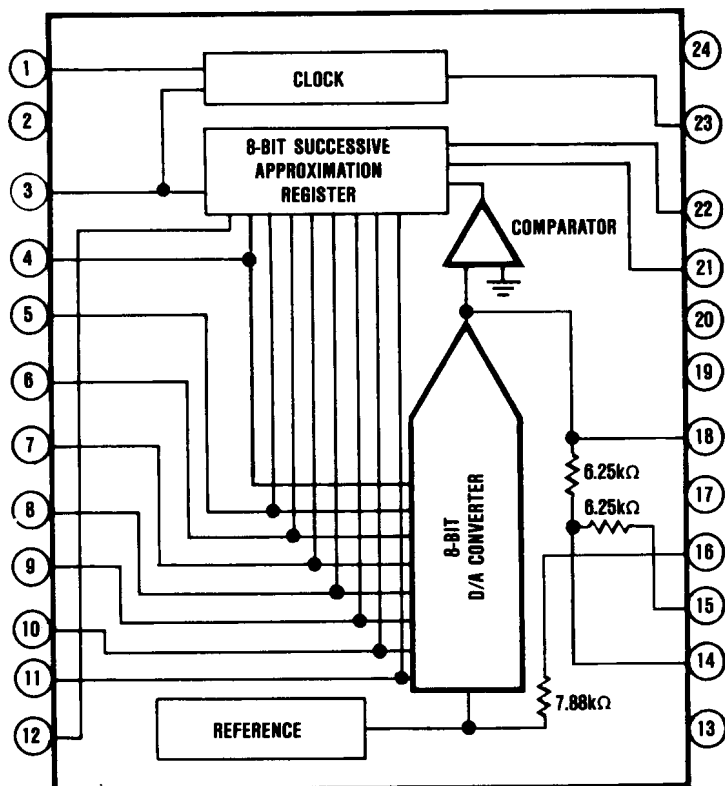 1
2
3
4
5
6
7
8
9
10
11
12
24
23
22
21
20
19
18
17
16
15
14
13
CLOCK
8-BIT SUCCESSIVE
APPROXIMATION
REGISTER
COMPARATOR
8-BIT
D/A CONVERTER
6.25kΩ
6.25kΩ
7.88kΩ
REFERENCE